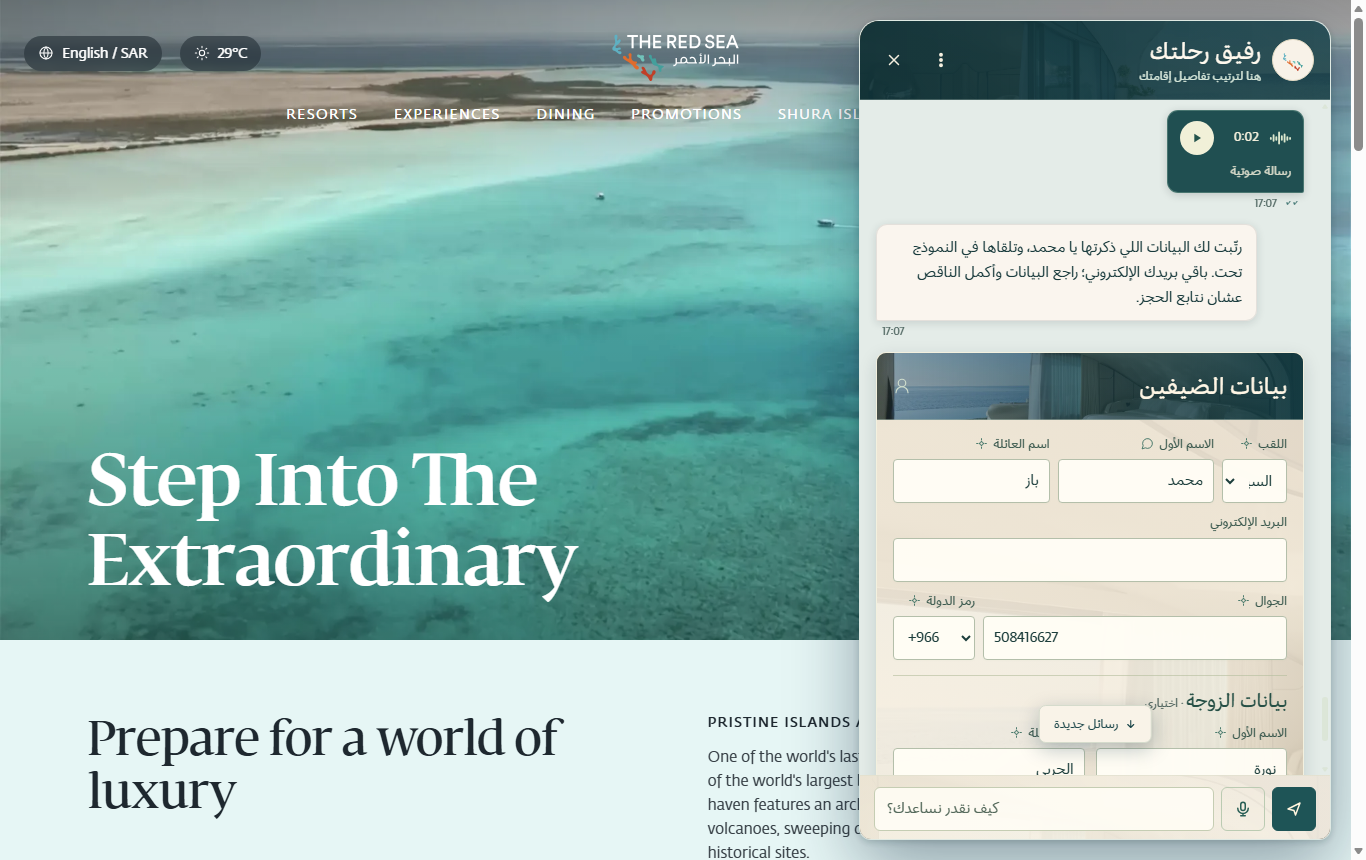 English / SAR
29°C
THE RED SEA
البحر الأحمر
RESORTS
EXPERIENCES
DINING
PROMOTIONS
SHURA ISL
Step Into The
Extraordinary
Prepare for a world of
luxury
PRISTINE ISLANDS
One of the world's las
of the world's largest
haven features an arc
volcanoes, sweeping
historical sites.
رفيق رحلتك
هنا لترتيب تفاصيل إقامتك
0:02
رسالة صوتية
17:07
رتّبت لك البيانات اللي ذكرتها يا محمد، وتلقاها في النموذج
تحت. باقي بريدك الإلكتروني؛ راجع البيانات وأكمل الناقص
عشان نتابع الحجز.
17:07
بيانات الضيفين
اللقب
الاسم الأول
اسم العائلة
محمد
باز
البريد الإلكتروني
الجوال
رمز الدولة
508416627
+966
بيانات الزوجة · اختياري
رسائل جديدة
الاسم الأول
نورة
الحربي
كيف نقدر نساعدك؟